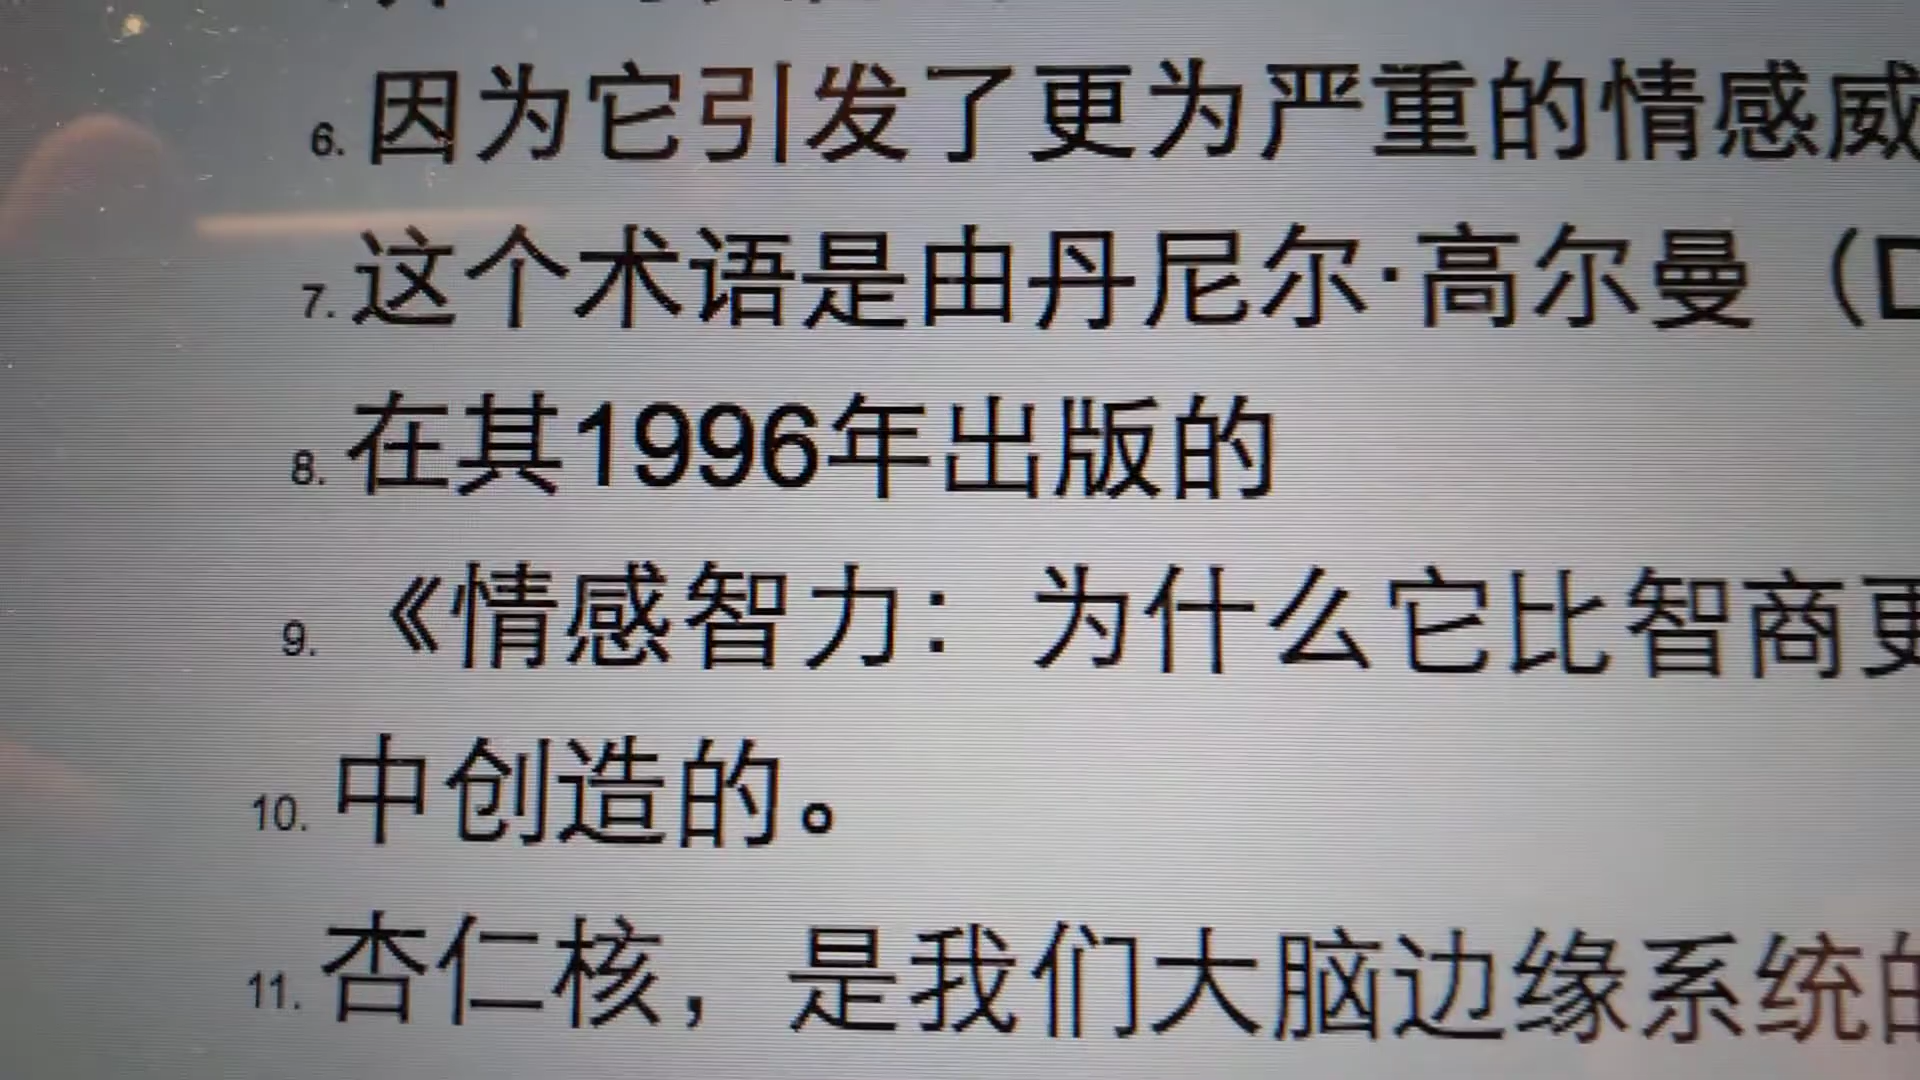 6. 因为它引发了更为严重的情感威
7. 这个术语是由丹尼尔·高尔曼（D
8. 在其1996年出版的
9. 《情感智力：为什么它比智商更
10. 中创造的。
11. 杏仁核，是我们大脑边缘系统的